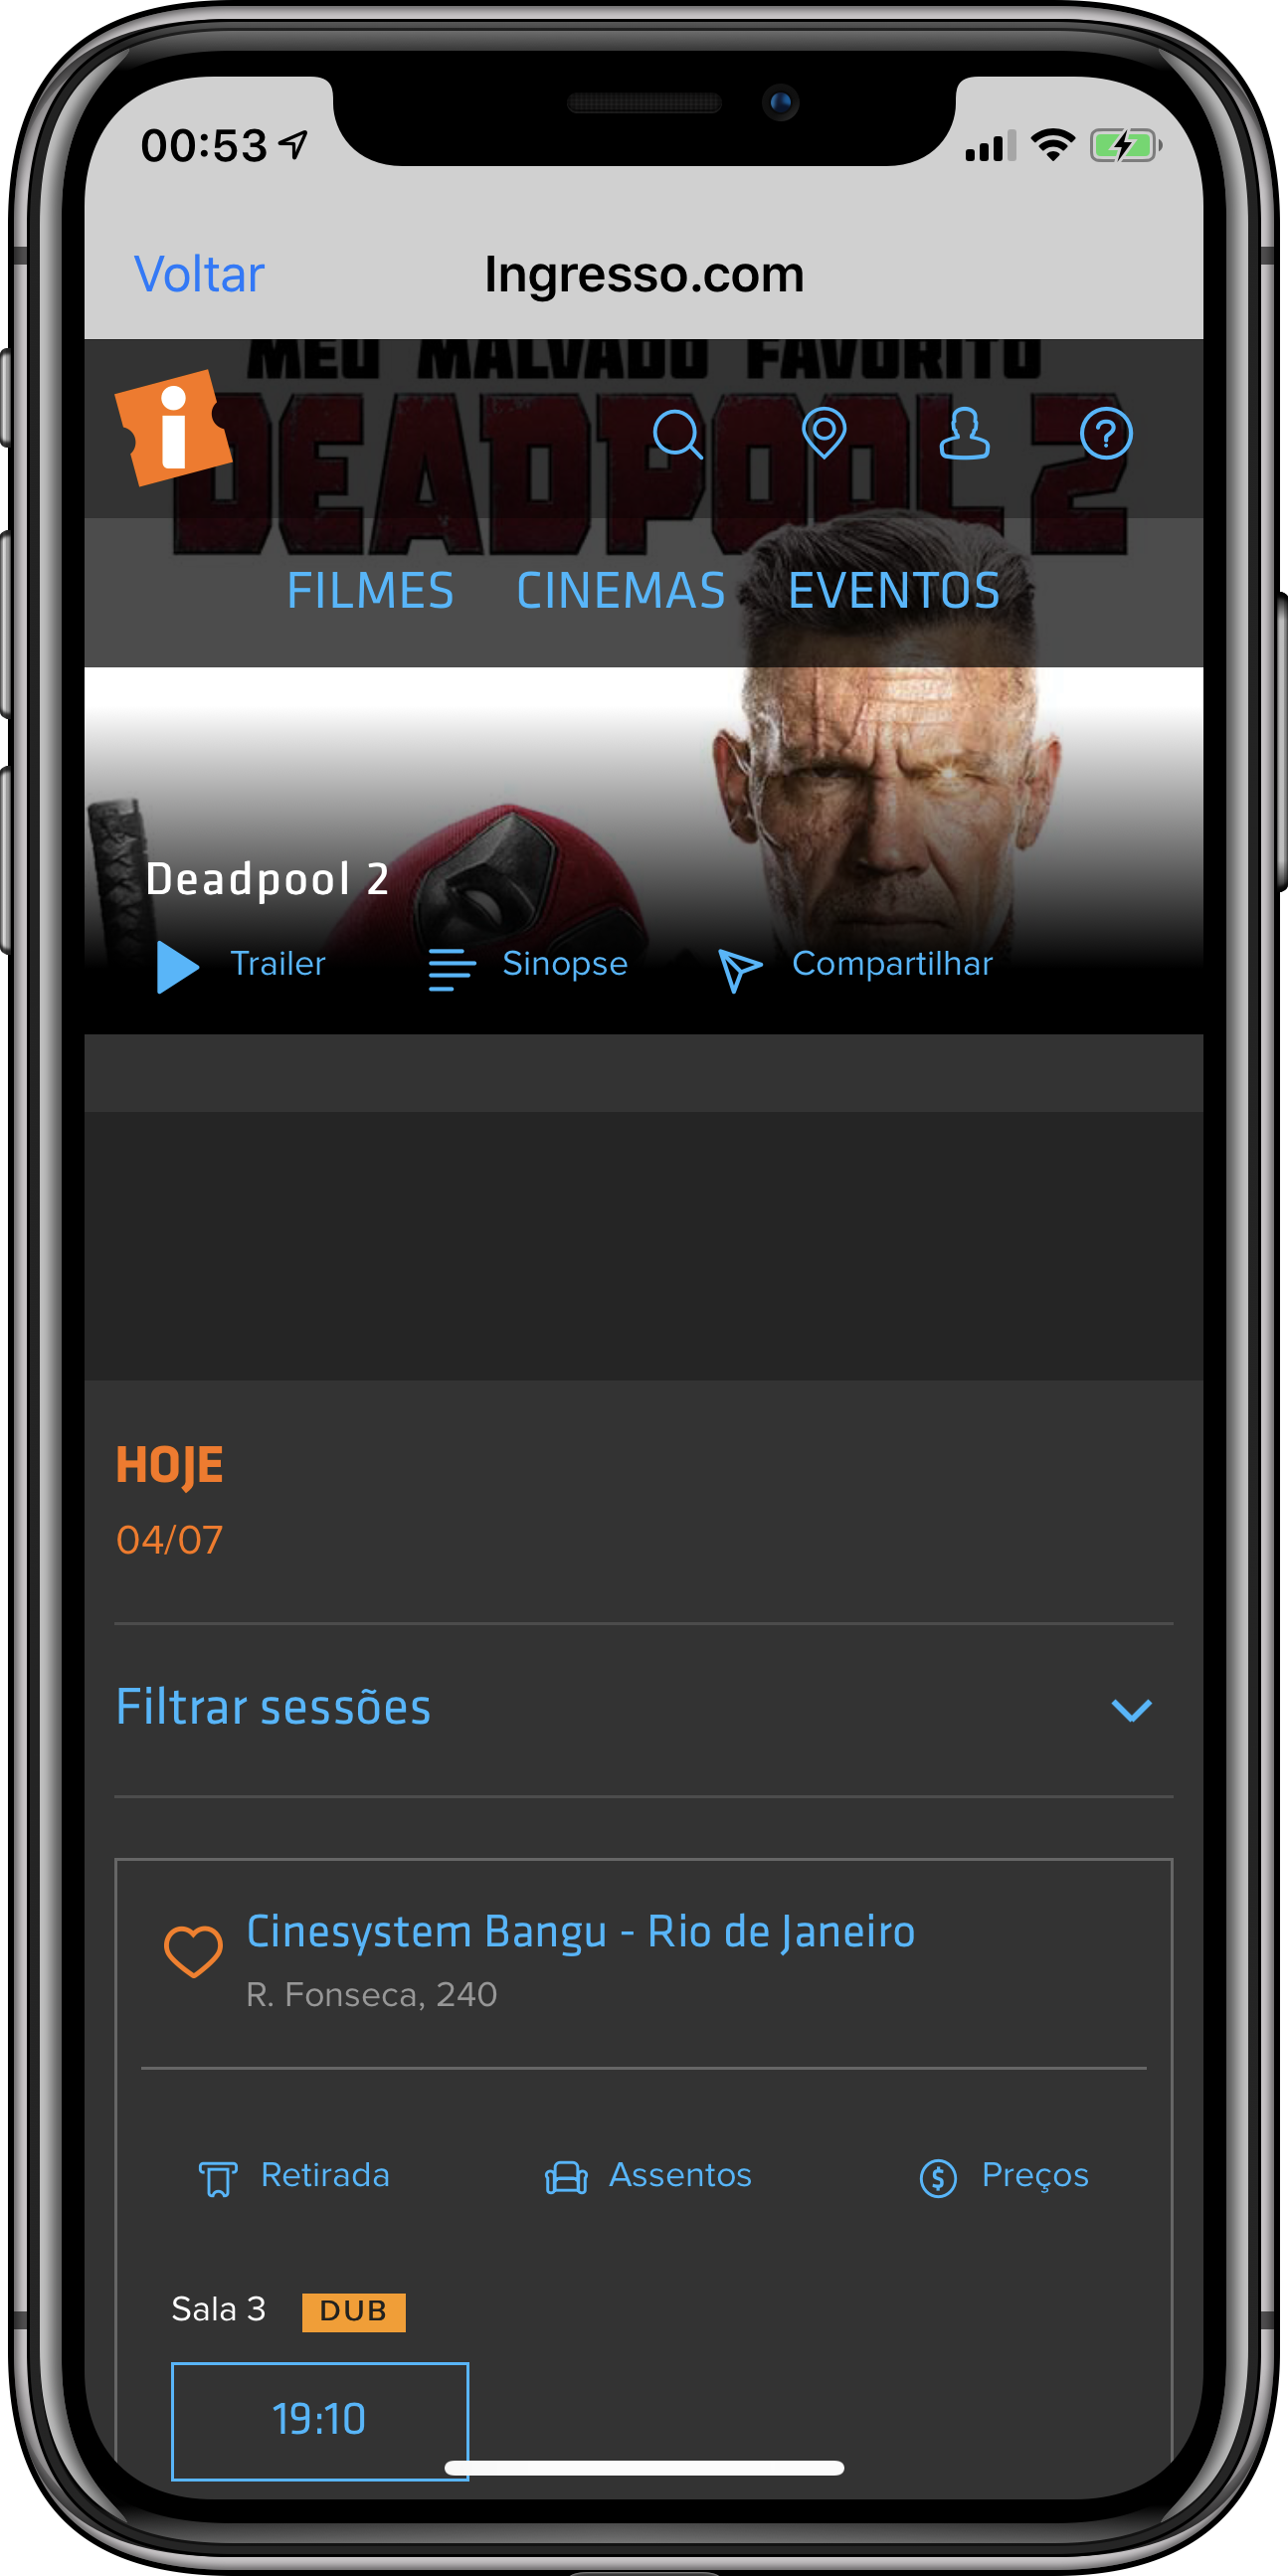 00:53
Voltar Ingresso.com
MEU MALVADO FAVORITO
DEADPOOL 2
i
FILMES CINEMAS EVENTOS
Deadpool 2
Trailer Sinopse Compartilhar
HOJE
04/07
Filtrar sessões
Cinesystem Bangu - Rio de Janeiro
R. Fonseca, 240
Retirada Assentos Preços
Sala 3 DUB
19:10